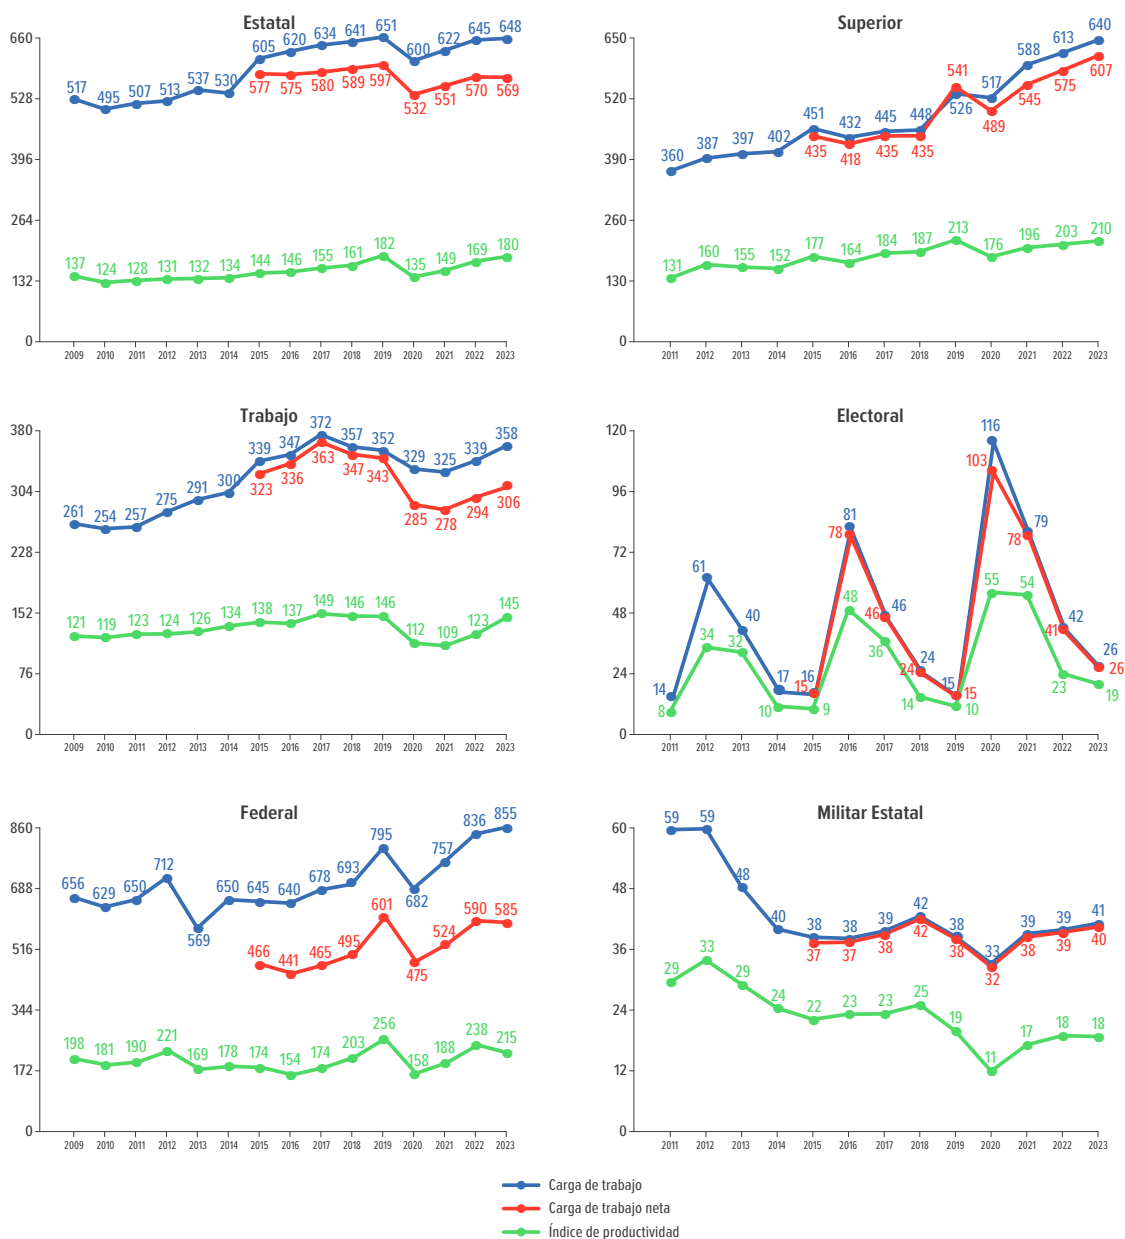 Estatal
660
528
396
264
132
0
517 495 507 513 537 530 605 620 634 641 651 600 622 645 648
577 575 580 589 597 532 551 570 569
137 124 128 131 132 134 144 146 155 161 182 135 149 169 180
2009 2010 2011 2012 2013 2014 2015 2016 2017 2018 2019 2020 2021 2022 2023
Superior
650
520
390
260
130
0
360 387 397 402 451 432 445 448 526 517 588 613 640
435 418 435 435 541 489 545 575 607
131 160 155 152 177 164 184 187 213 176 196 203 210
2011 2012 2013 2014 2015 2016 2017 2018 2019 2020 2021 2022 2023
Trabajo
380
304
228
152
76
0
261 254 257 275 291 300 339 347 372 357 352 329 325 339 358
323 336 363 347 343 285 278 294 306
121 119 123 124 126 134 138 137 149 146 146 112 109 123 145
2009 2010 2011 2012 2013 2014 2015 2016 2017 2018 2019 2020 2021 2022 2023
Electoral
120
96
72
48
24
0
14 61 40 17 16 81 46 24 15 116 79 42 26
15 78 46 24 15 103 78 41 26
8 34 32 10 9 48 36 14 10 55 54 23 19
2011 2012 2013 2014 2015 2016 2017 2018 2019 2020 2021 2022 2023
Federal
860
688
516
344
172
0
656 629 650 712 569 650 645 640 678 693 795 682 757 836 855
466 441 465 495 601 475 524 590 585
198 181 190 221 169 178 174 154 174 203 256 158 188 238 215
2009 2010 2011 2012 2013 2014 2015 2016 2017 2018 2019 2020 2021 2022 2023
Militar Estatal
60
48
36
24
12
0
59 59 48 40 38 38 39 42 38 33 39 39 41
37 37 38 42 38 32 38 39 40
29 33 29 24 22 23 23 25 19 11 17 18 18
2011 2012 2013 2014 2015 2016 2017 2018 2019 2020 2021 2022 2023
Carga de trabajo
Carga de trabajo neta
Índice de productividad